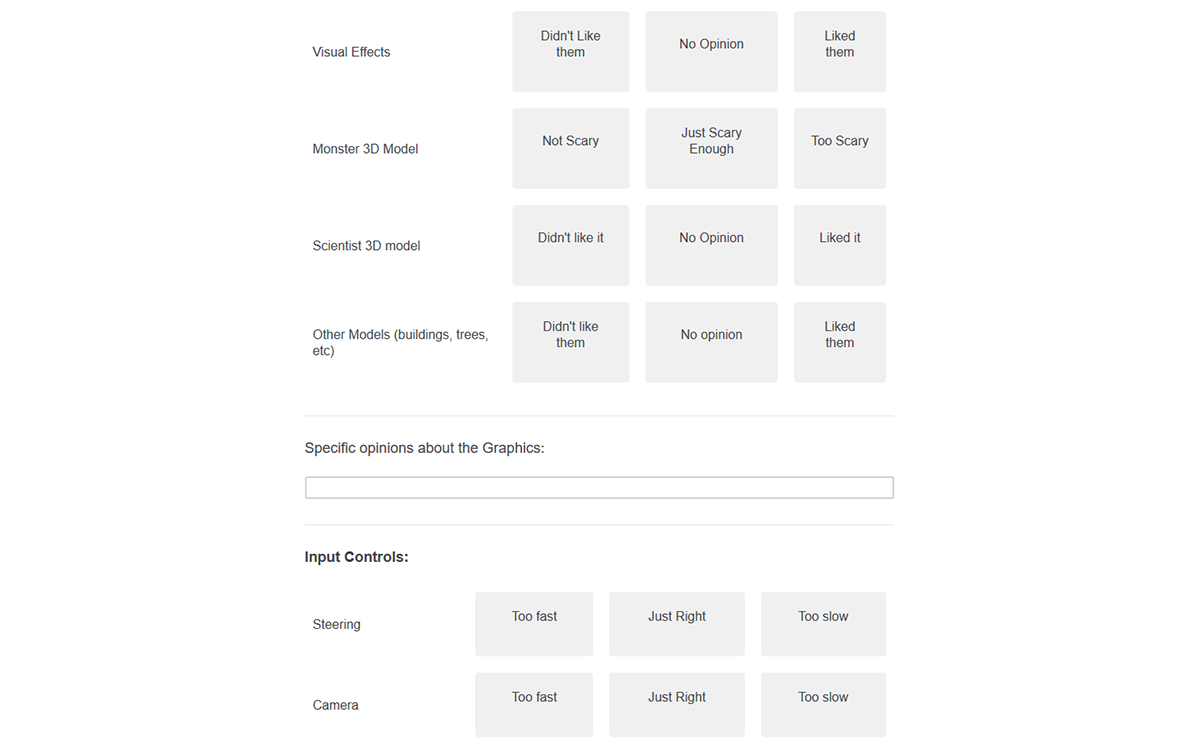 Visual Effects
Didn't Like
them
No Opinion
Liked
them
Monster 3D Model
Not Scary
Just Scary
Enough
Too Scary
Scientist 3D model
Didn't like it
No Opinion
Liked it
Other Models (buildings, trees,
etc)
Didn't like
them
No opinion
Liked
them
Specific opinions about the Graphics:
Input Controls:
Steering
Too fast
Just Right
Too slow
Camera
Too fast
Just Right
Too slow